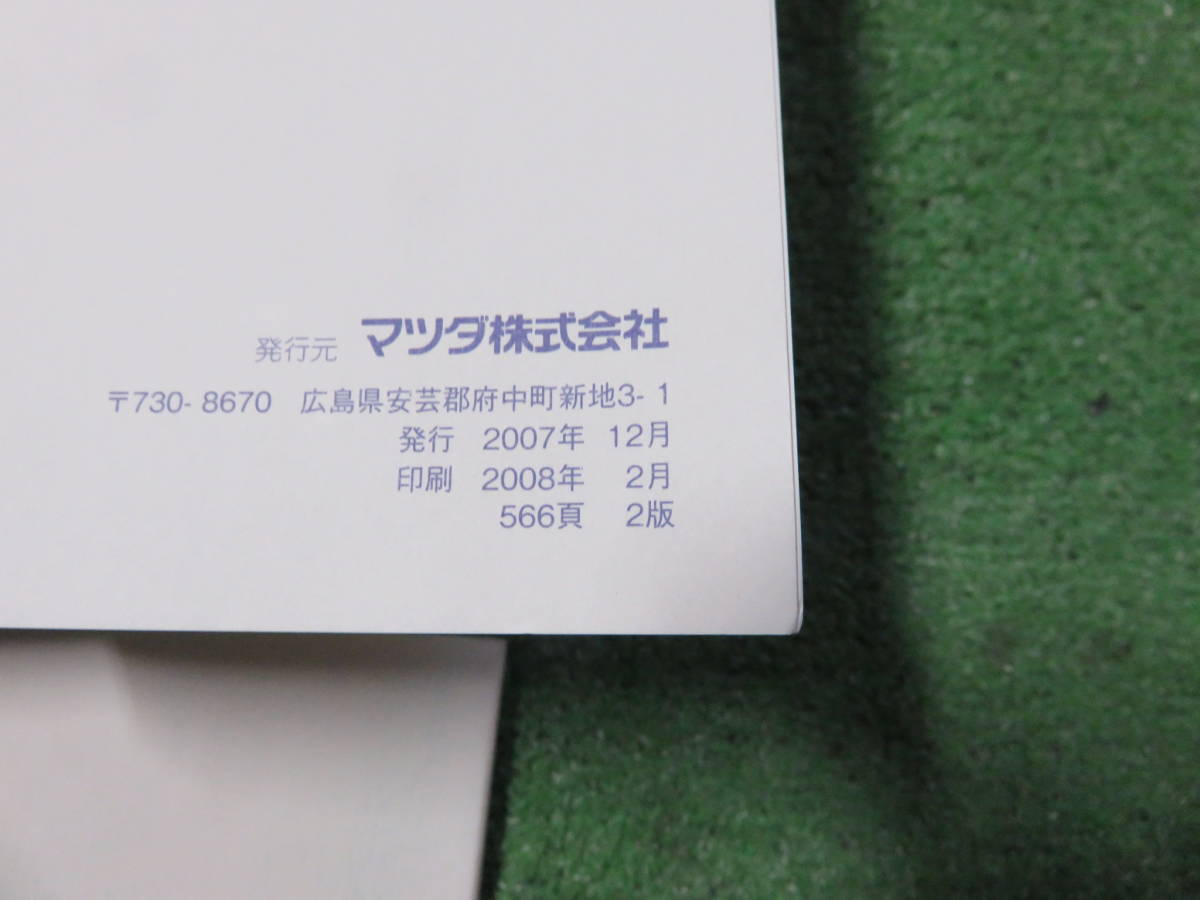 発行元 マツダ株式会社
〒730-8670 広島県安芸郡府中町新地3-1
発行 2007年 12月
印刷 2008年 2月
566頁 2版